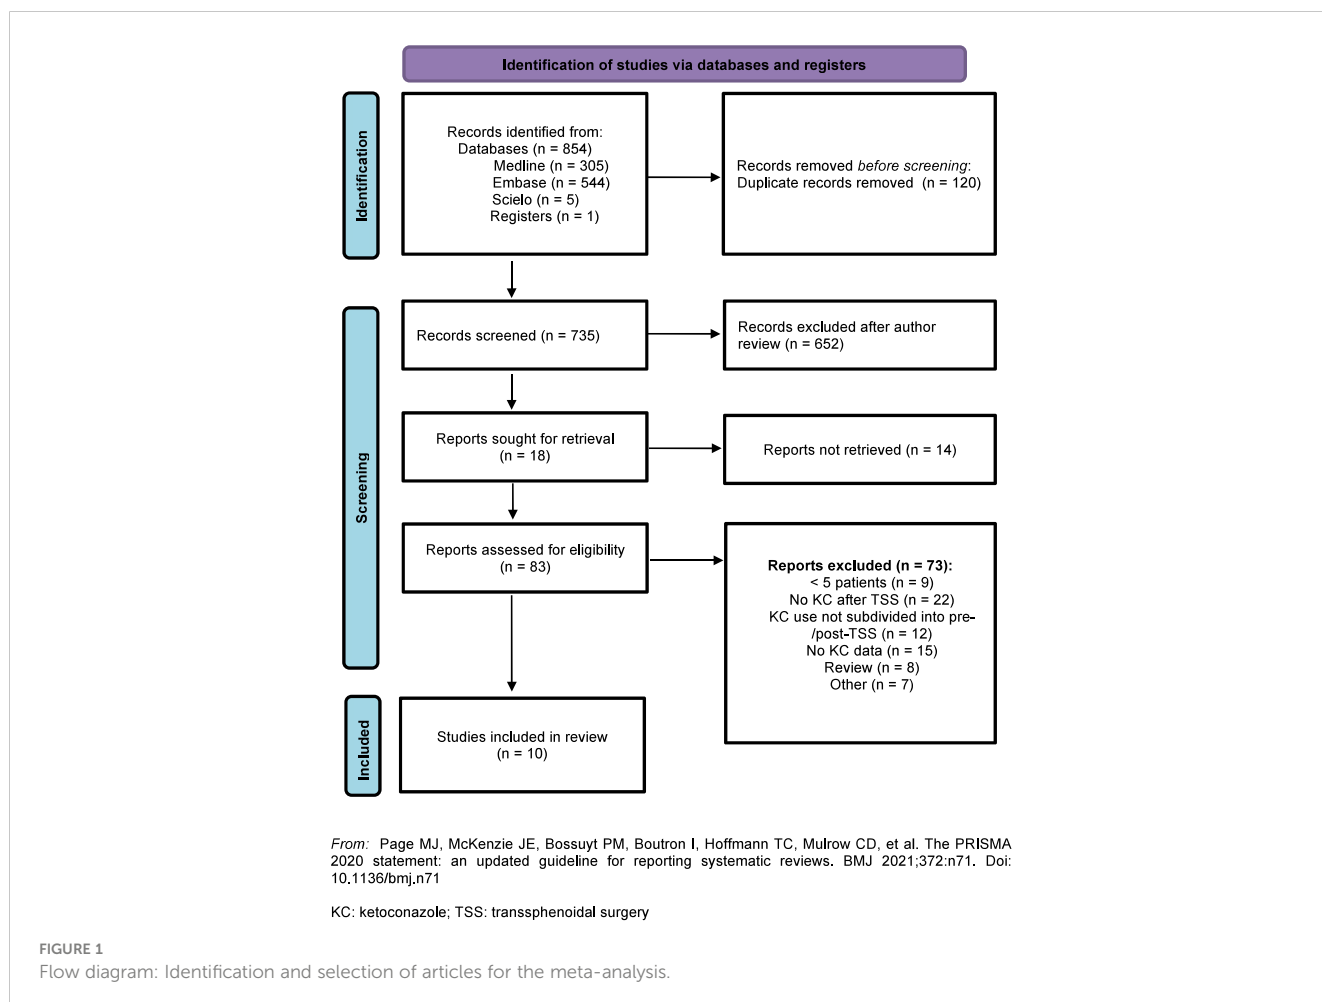 Identification of studies via databases and registers
Identification
Records identified from:
Databases (n = 854)
Medline (n = 305)
Embase (n = 544)
Scielo (n = 5)
Registers (n = 1)
Records removed before screening:
Duplicate records removed (n = 120)
Screening
Records screened (n = 735)
Records excluded after author
review (n = 652)
Reports sought for retrieval
(n = 18)
Reports not retrieved (n = 14)
Reports assessed for eligibility
(n = 83)
Reports excluded (n = 73):
< 5 patients (n = 9)
No KC after TSS (n = 22)
KC use not subdivided into pre-
/post-TSS (n = 12)
No KC data (n = 15)
Review (n = 8)
Other (n = 7)
Included
Studies included in review
(n = 10)
From: Page MJ, McKenzie JE, Bossuyt PM, Boutron I, Hoffmann TC, Mulrow CD, et al. The PRISMA
2020 statement: an updated guideline for reporting systematic reviews. BMJ 2021;372:n71. Doi:
10.1136/bmj.n71
KC: ketoconazole; TSS: transsphenoidal surgery
FIGURE 1
Flow diagram: Identification and selection of articles for the meta-analysis.